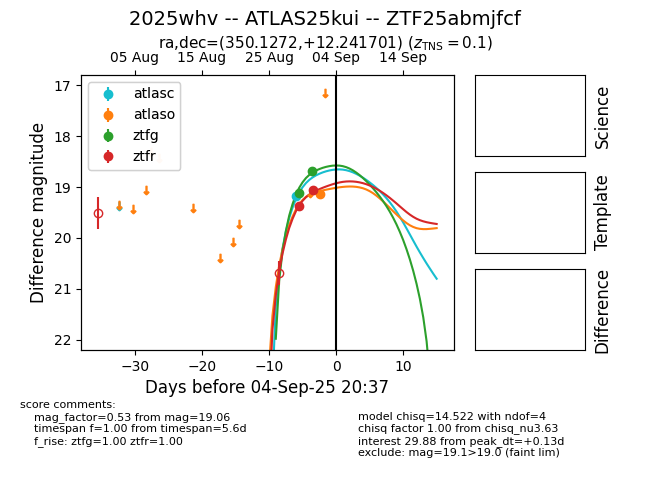 2025whv -- ATLAS25kui -- ZTF25abmjfcf
ra,dec=(350.1272,+12.241701) (z_TNS = 0.1)
05 Aug 15 Aug 25 Aug 04 Sep 14 Sep
atlasc
atlaso
ztfg
ztfr
17
18
19
20
21
22
Difference magnitude
−30 −20 −10 0 10
Days before 04-Sep-25 20:37
Science
Template
Difference
score comments:
mag_factor=0.53 from mag=19.06
timespan f=1.00 from timespan=5.6d
f_rise: ztfg=1.00 ztfr=1.00
model chisq=14.522 with ndof=4
chisq factor 1.00 from chisq_nu3.63
interest 29.88 from peak_dt=+0.13d
exclude: mag=19.1>19.0 (faint lim)